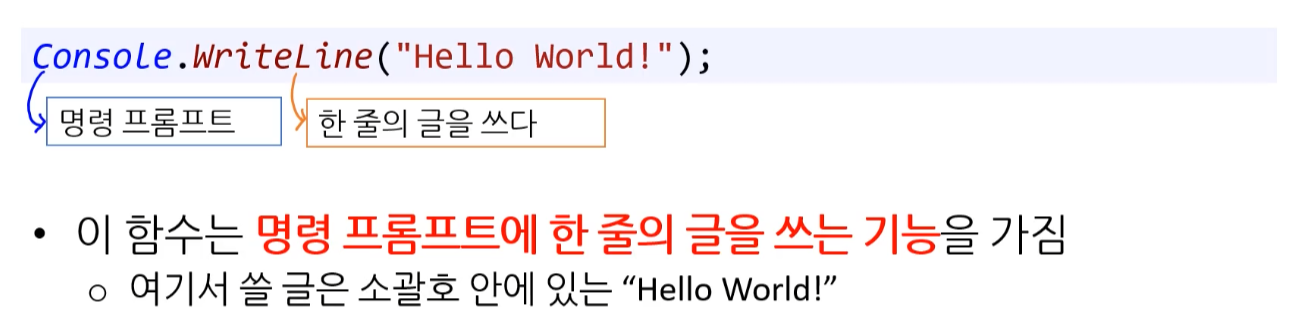 Console.WriteLine("Hello World!");
명령 프롬프트 한 줄의 글을 쓰다
• 이 함수는 명령 프롬프트에 한 줄의 글을 쓰는 기능을 가짐
○ 여기서 쓸 글은 소괄호 안에 있는 “Hello World!”